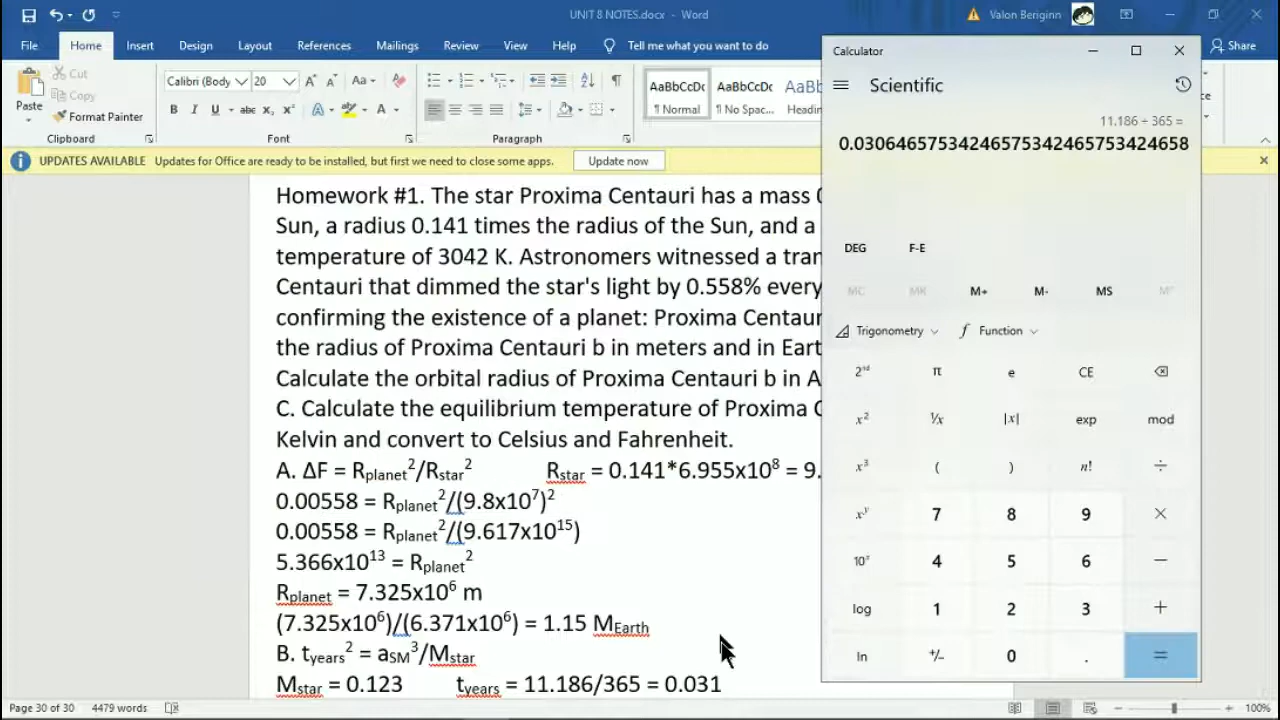 UNIT 8 NOTES.docx - Word
Valon Beriginn
File Home Insert Design Layout References Mailings Review View Help Tell me what you want to do
Share
Paste
Cut
Copy
Format Painter
Calibri (Body 20
AaBbCcDc AaBbCcDc AaBb
¶ Normal ¶ No Spac... Heading
Clipboard Font Paragraph
UPDATES AVAILABLE Updates for Office are ready to be installed, but first we need to close some apps. Update now
Homework #1. The star Proxima Centauri has a mass 0
Sun, a radius 0.141 times the radius of the Sun, and a
temperature of 3042 K. Astronomers witnessed a tran
Centauri that dimmed the star's light by 0.558% every
confirming the existence of a planet: Proxima Centaur
the radius of Proxima Centauri b in meters and in Eart
Calculate the orbital radius of Proxima Centauri b in A
C. Calculate the equilibrium temperature of Proxima C
Kelvin and convert to Celsius and Fahrenheit.
A. ΔF = Rplanet²/Rstar² Rstar = 0.141*6.955x10⁸ = 9.
0.00558 = Rplanet²/(9.8x10⁷)²
0.00558 = Rplanet²/(9.617x10¹⁵)
5.366x10¹³ = Rplanet²
Rplanet = 7.325x10⁶ m
(7.325x10⁶)/(6.371x10⁶) = 1.15 MEarth
B. tyears² = aSM³/Mstar
Mstar = 0.123 tyears = 11.186/365 = 0.031
Page 30 of 30 4479 words
100%
Calculator
Scientific
11.186 ÷ 365 =
0.03064657534246575342465753424658
DEG F-E
MC MR M+ M- MS
Trigonometry Function
2ⁿᵈ π e CE
x² ¹/x |x| exp mod
x³ ( ) n! ÷
xʸ 7 8 9 ×
10ˣ 4 5 6 −
log 1 2 3 +
ln +/− 0 . =